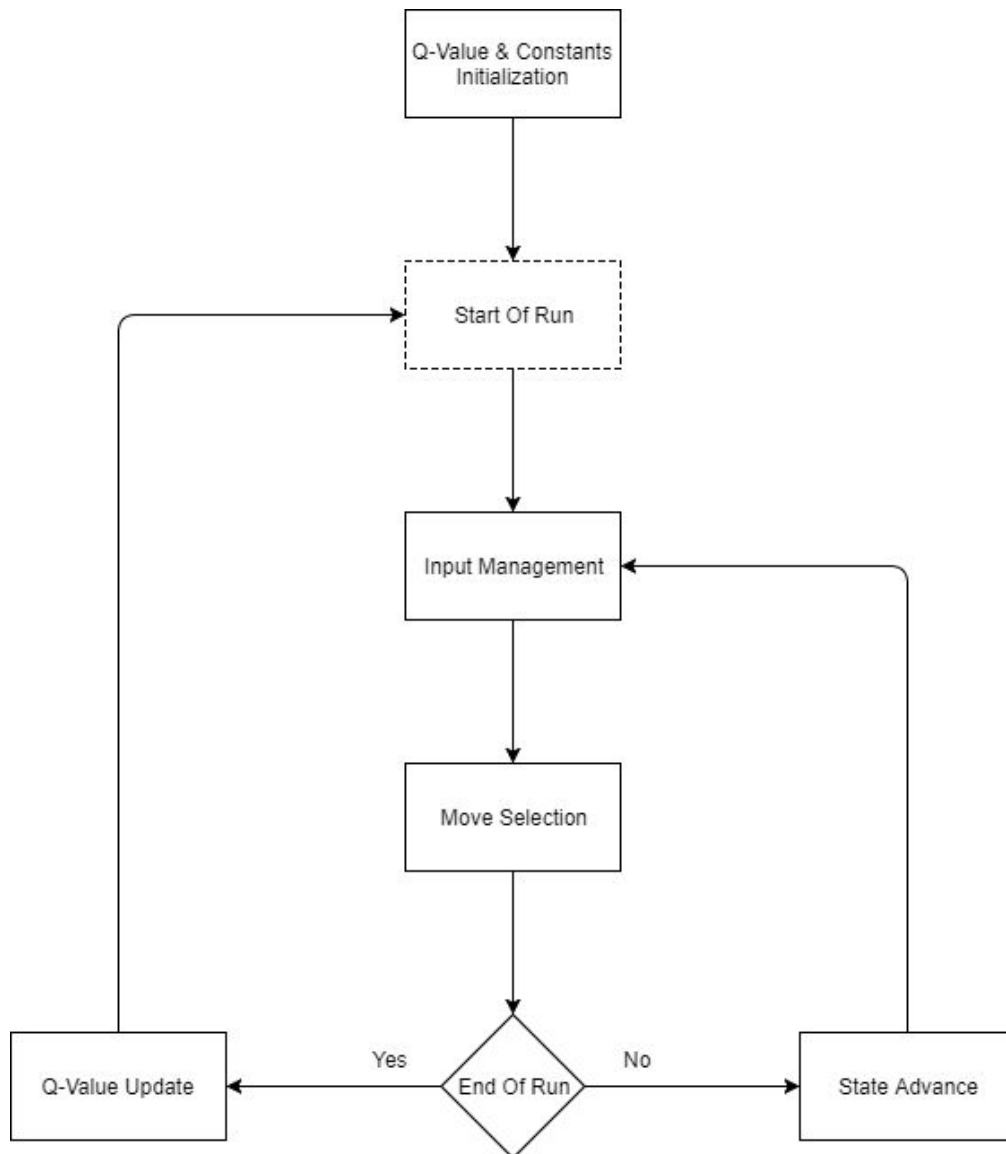 Q-Value & Constants
Initialization
Start Of Run
Input Management
Move Selection
Yes
No
Q-Value Update
End Of Run
State Advance